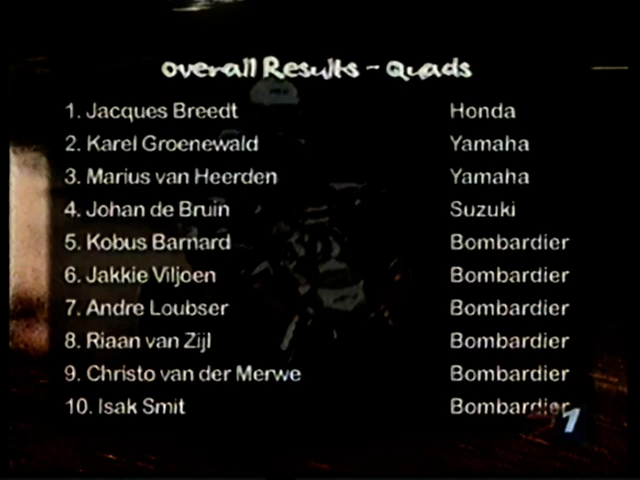 Overall Results - Quads
1. Jacques Breedt Honda
2. Karel Groenewald Yamaha
3. Marius van Heerden Yamaha
4. Johan de Bruin Suzuki
5. Kobus Barnard Bombardier
6. Jakkie Viljoen Bombardier
7. Andre Loubser Bombardier
8. Riaan van Zijl Bombardier
9. Christo van der Merwe Bombardier
10. Isak Smit Bombardier
1